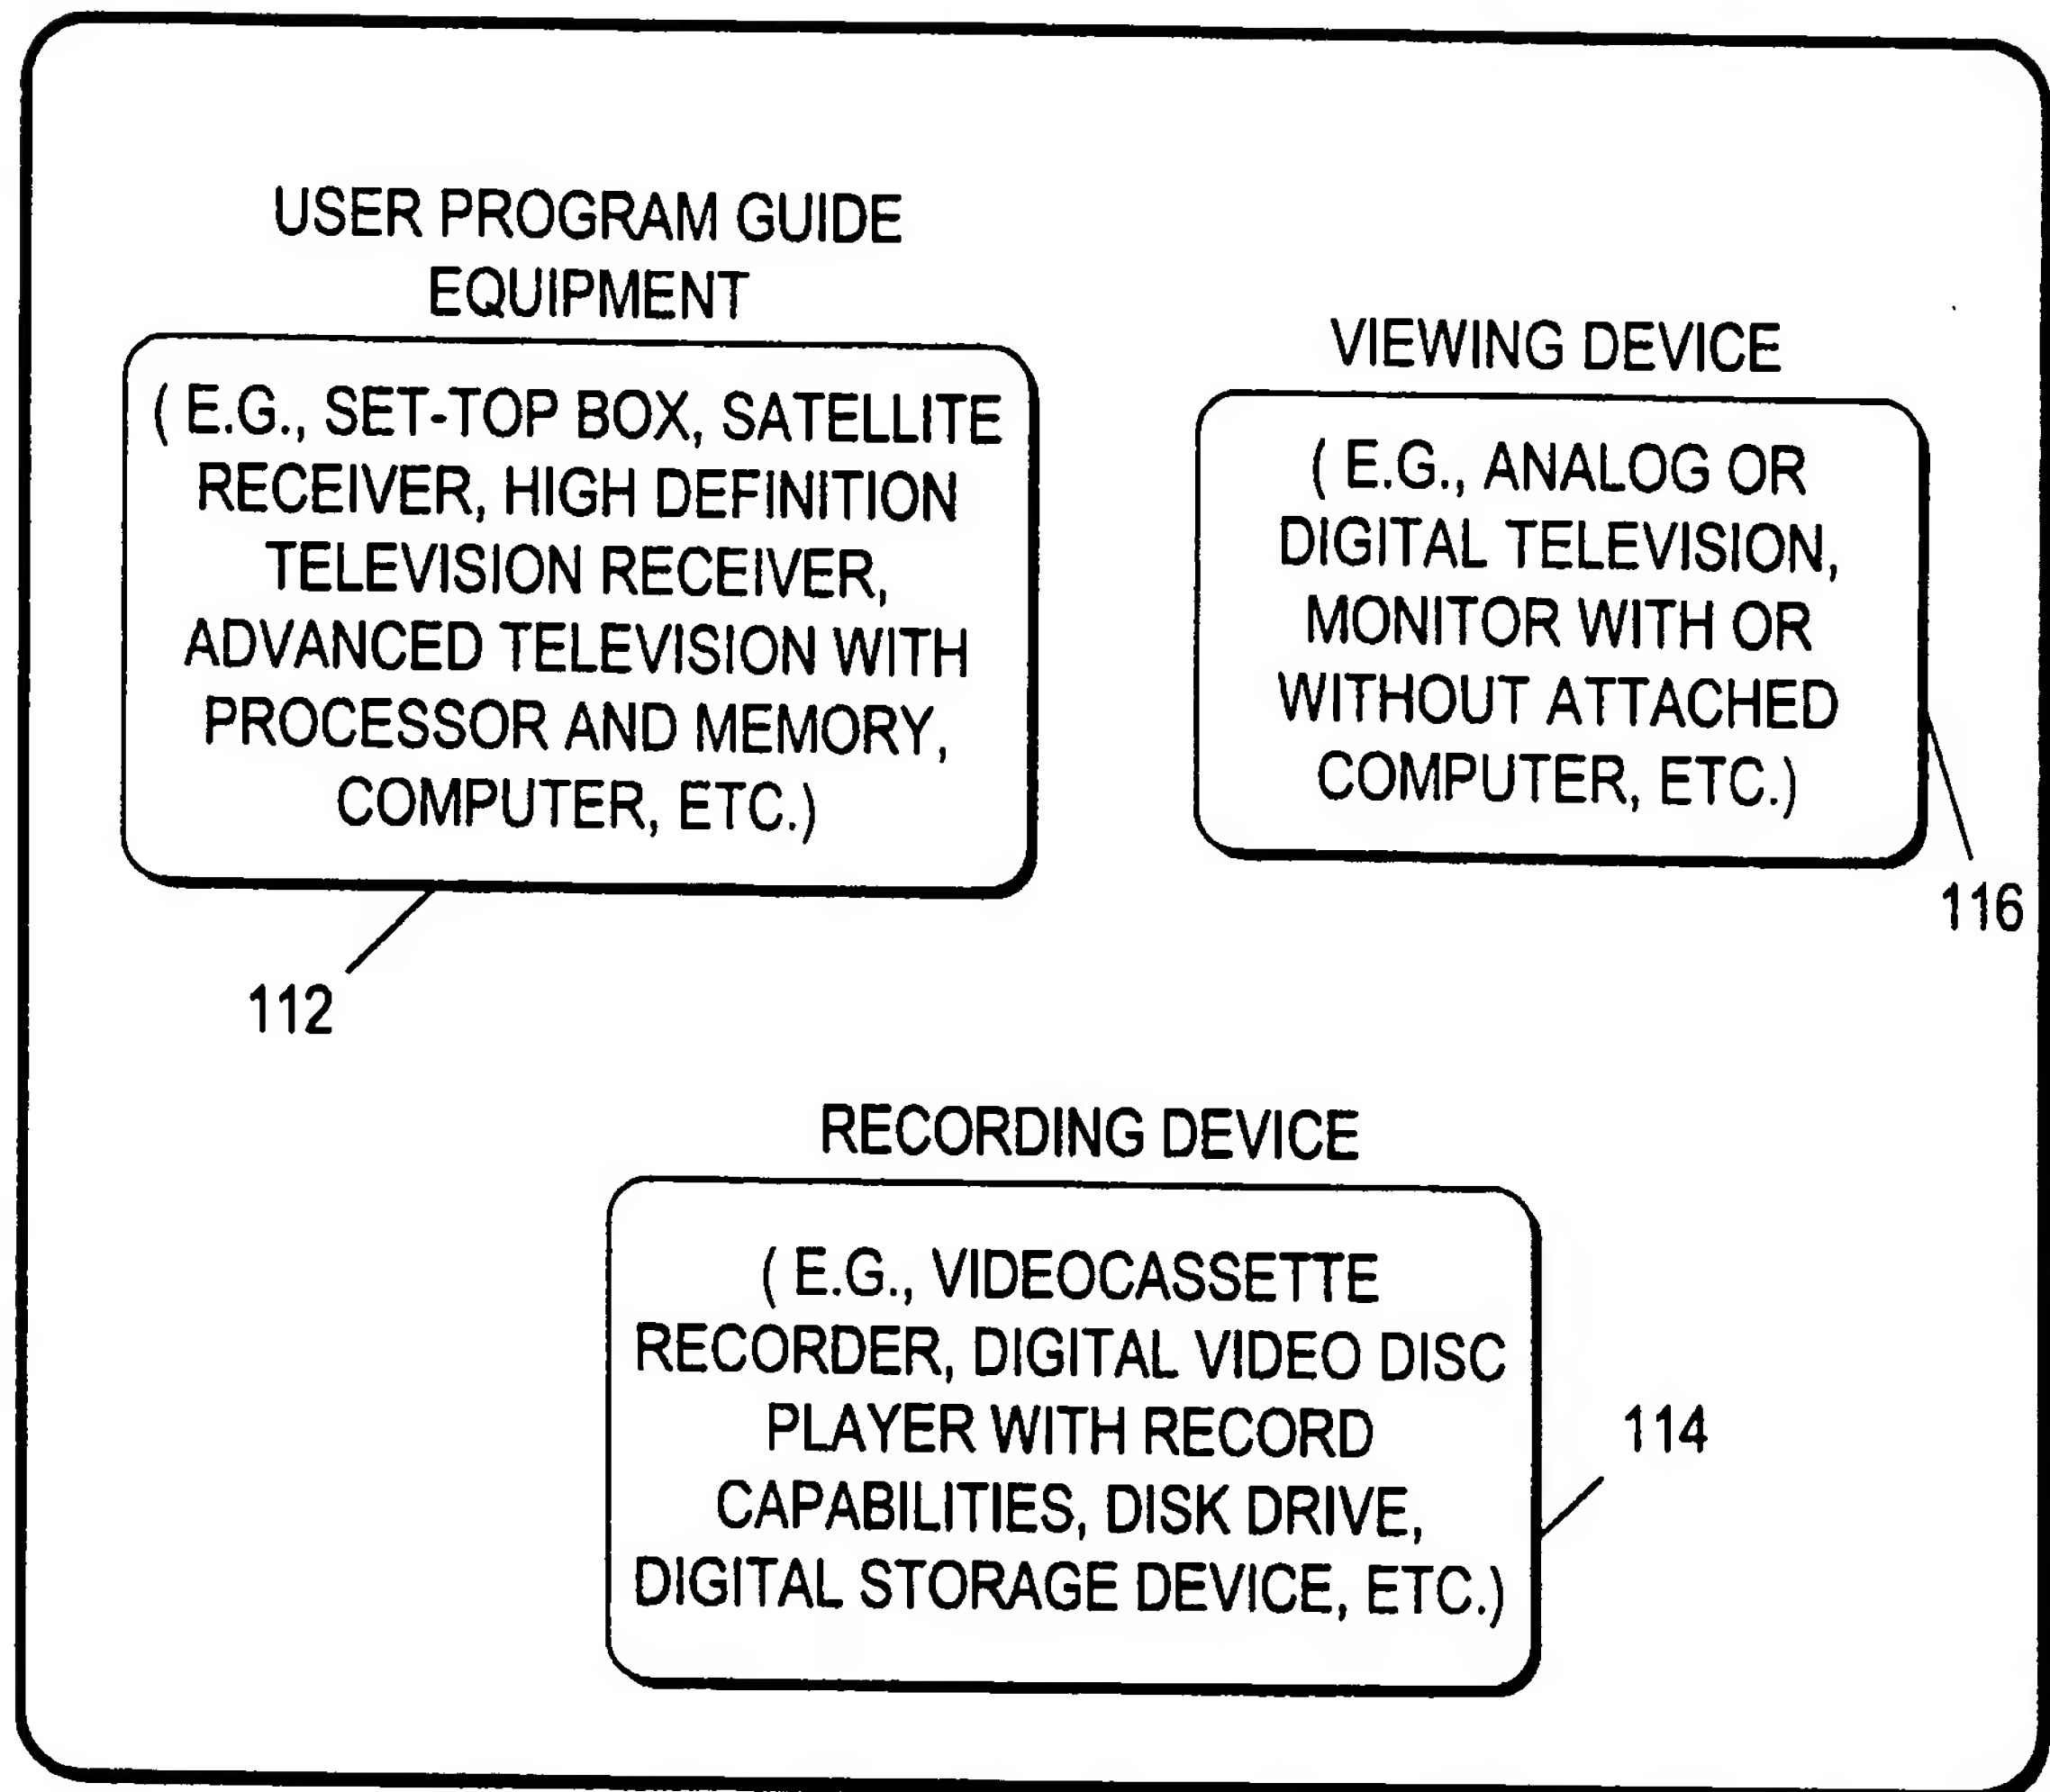 USER PROGRAM GUIDE
EQUIPMENT
( E.G., SET-TOP BOX, SATELLITE
RECEIVER, HIGH DEFINITION
TELEVISION RECEIVER,
ADVANCED TELEVISION WITH
PROCESSOR AND MEMORY,
COMPUTER, ETC.)
112
VIEWING DEVICE
( E.G., ANALOG OR
DIGITAL TELEVISION,
MONITOR WITH OR
WITHOUT ATTACHED
COMPUTER, ETC.)
116
RECORDING DEVICE
( E.G., VIDEOCASSETTE
RECORDER, DIGITAL VIDEO DISC
PLAYER WITH RECORD
CAPABILITIES, DISK DRIVE,
DIGITAL STORAGE DEVICE, ETC.)
114